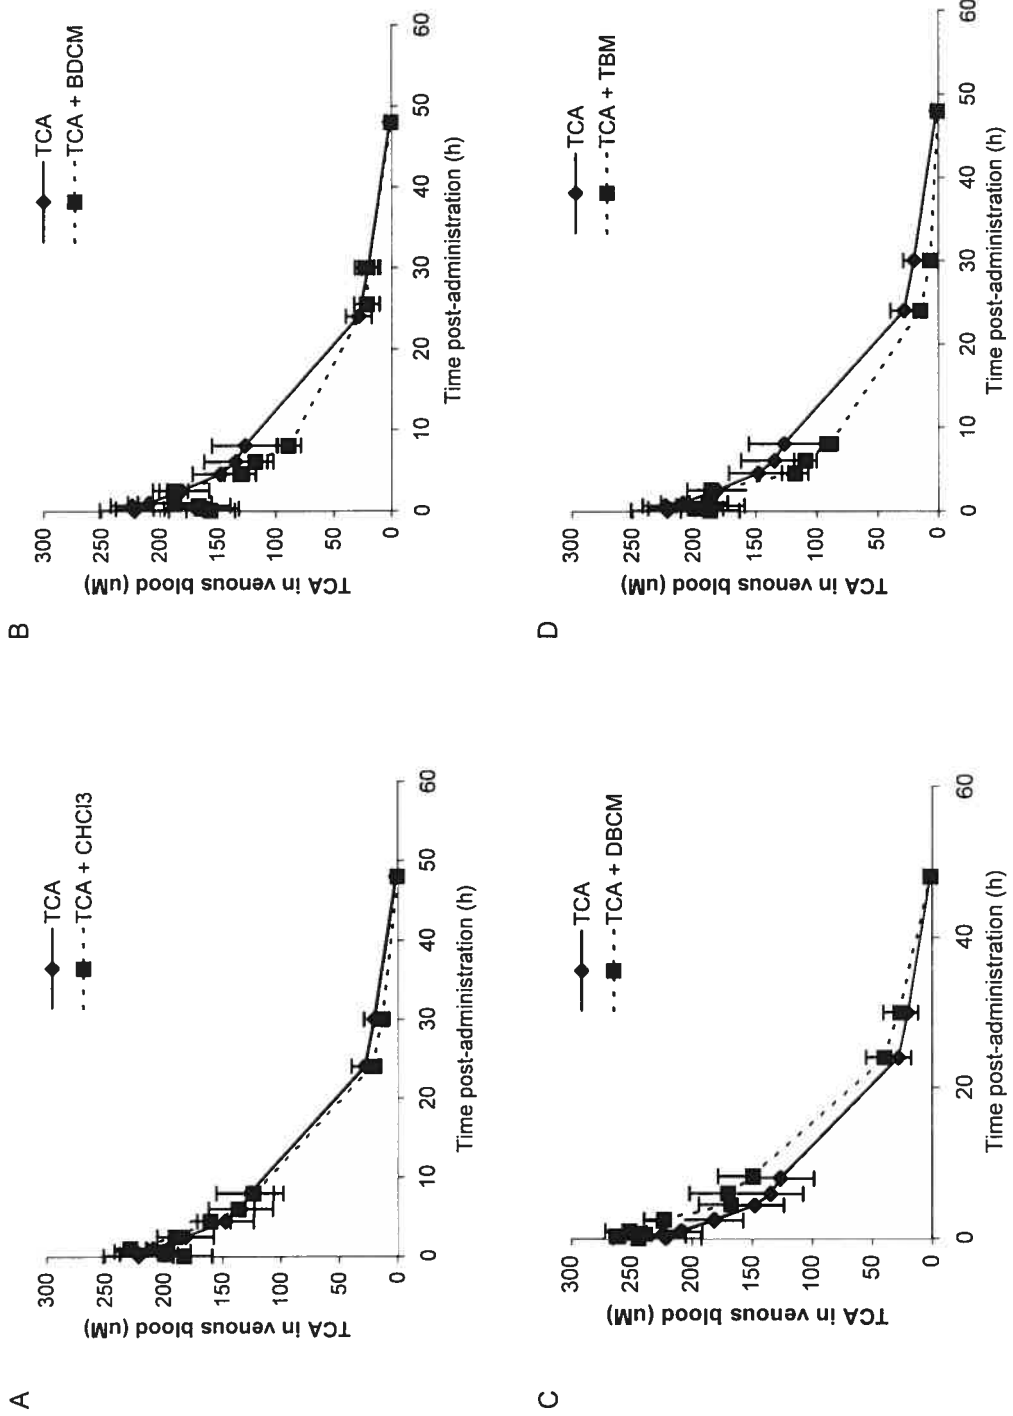 A
TCA
TCA + CHCl3
TCA in venous blood (uM)
300
250
200
150
100
50
0
0
10
20
30
40
50
60
Time post-administration (h)
B
TCA
TCA + BDCM
TCA in venous blood (uM)
300
250
200
150
100
50
0
0
10
20
30
40
50
60
Time post-administration (h)
C
TCA
TCA + DBCM
TCA in venous blood (uM)
300
250
200
150
100
50
0
0
20
40
60
Time post-administration (h)
D
TCA
TCA + TBM
TCA in venous blood (uM)
300
250
200
150
100
50
0
0
10
20
30
40
50
60
Time post-administration (h)